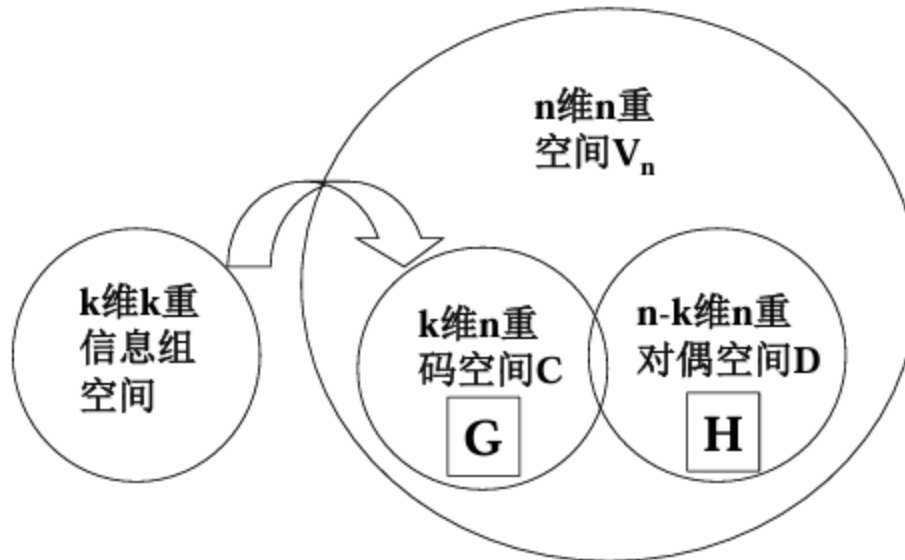 n维n重
空间Vₙ
k维k重
信息组
空间
k维n重
码空间C
G
n-k维n重
对偶空间D
H